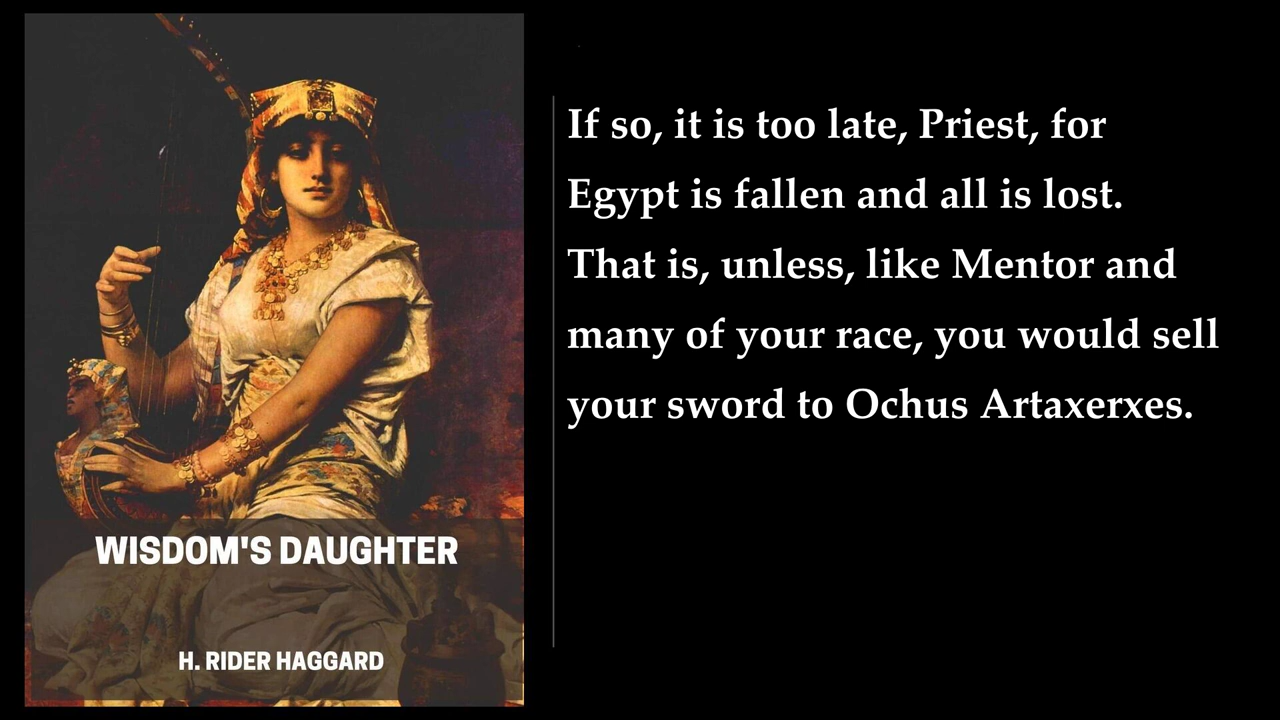 WISDOM'S DAUGHTER
H. RIDER HAGGARD
If so, it is too late, Priest, for
Egypt is fallen and all is lost.
That is, unless, like Mentor and
many of your race, you would sell
your sword to Ochus Artaxerxes.